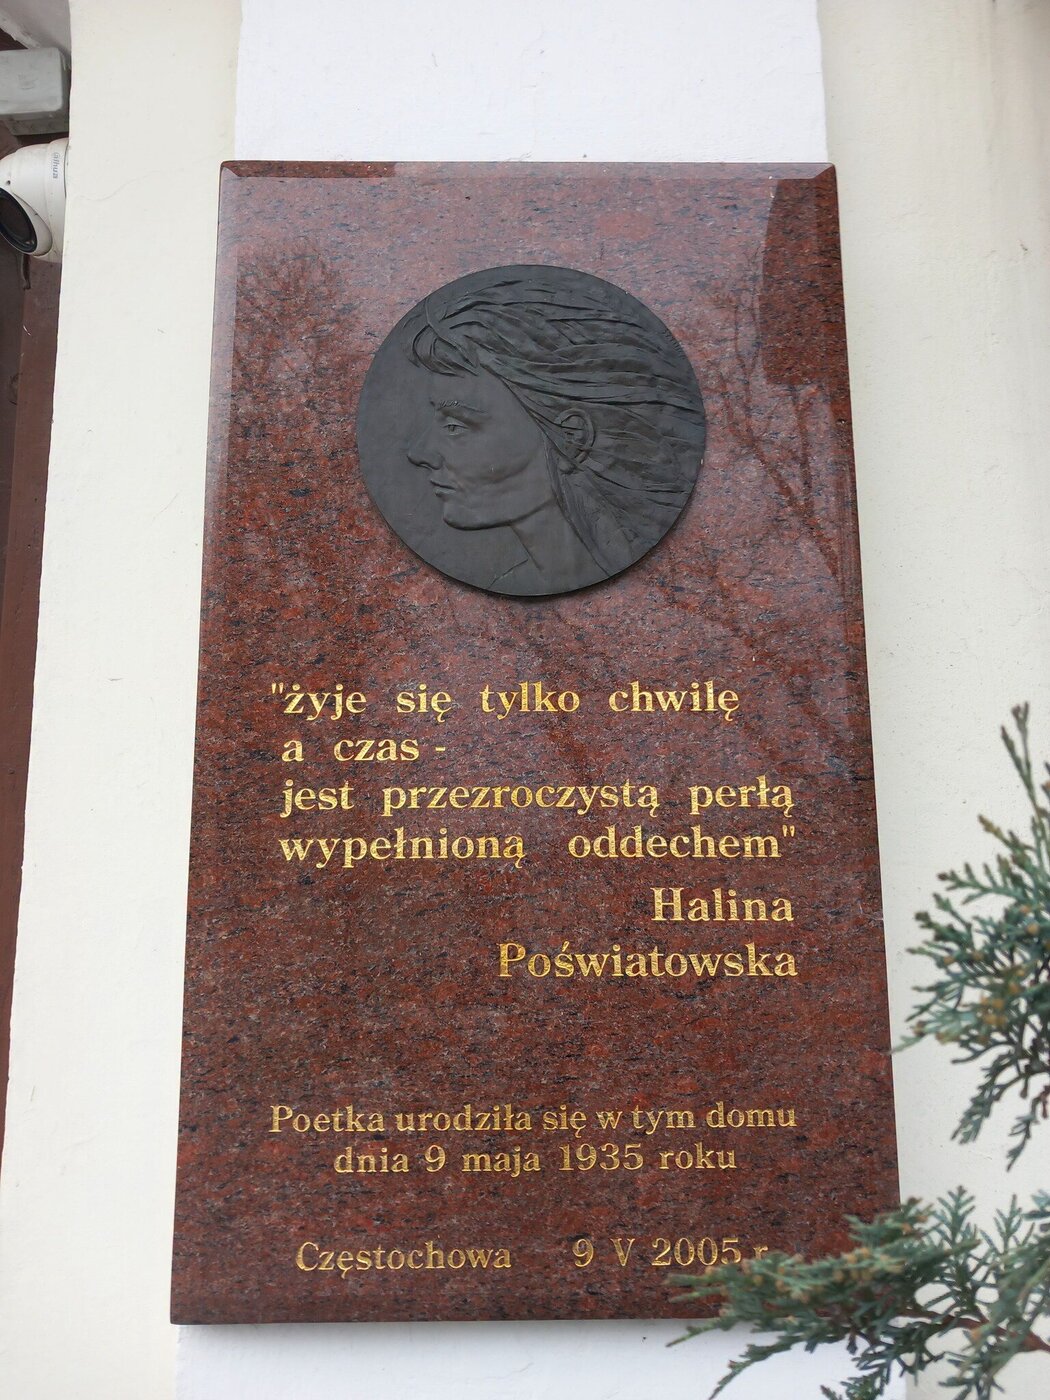 alhua
"żyje się tylko chwilę
a czas -
jest przezroczystą perłą
wypełnioną oddechem"
Halina
Poświatowska
Poetka urodziła się w tym domu
dnia 9 maja 1935 roku
Częstochowa 9 V 2005 r.